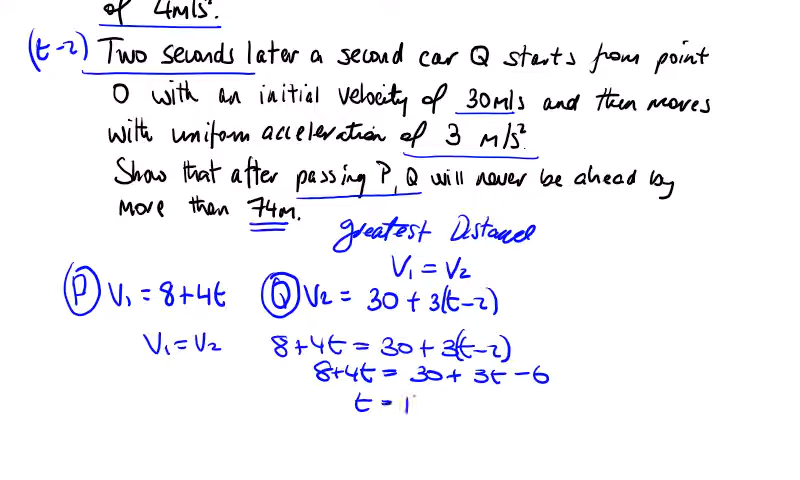 of 4m/s².
(t-2) Two seconds later a second car Q starts from point
O with an initial velocity of 30m/s and then moves
with uniform acceleration of 3 m/s².
Show that after passing P, Q will never be ahead by
more than 74m.
greatest Distance
V₁ = V₂
(P) V₁ = 8+4t (Q) V₂ = 30 + 3(t-2)
V₁ = V₂ 8+4t = 30 + 3(t-2)
8+4t = 30 + 3t - 6
t = 1